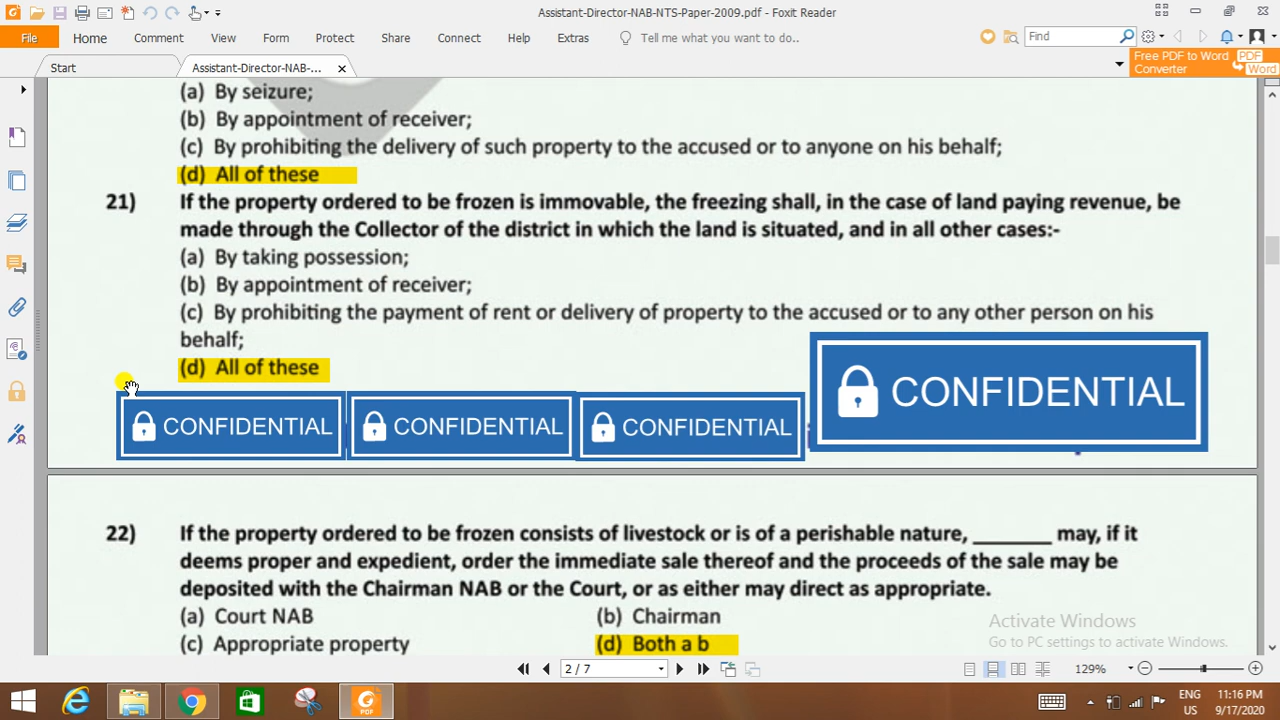 Assistant-Director-NAB-NTS-Paper-2009.pdf - Foxit Reader
File Home Comment View Form Protect Share Connect Help Extras Tell me what you want to do.. Find
Start Assistant-Director-NAB-... Free PDF to Word PDF
Converter Word
(a) By seizure;
(b) By appointment of receiver;
(c) By prohibiting the delivery of such property to the accused or to anyone on his behalf;
(d) All of these
21) If the property ordered to be frozen is immovable, the freezing shall, in the case of land paying revenue, be
made through the Collector of the district in which the land is situated, and in all other cases:-
(a) By taking possession;
(b) By appointment of receiver;
(c) By prohibiting the payment of rent or delivery of property to the accused or to any other person on his
behalf;
(d) All of these
CONFIDENTIAL CONFIDENTIAL CONFIDENTIAL CONFIDENTIAL
22) If the property ordered to be frozen consists of livestock or is of a perishable nature, _______ may, if it
deems proper and expedient, order the immediate sale thereof and the proceeds of the sale may be
deposited with the Chairman NAB or the Court, or as either may direct as appropriate.
(a) Court NAB (b) Chairman
(c) Appropriate property (d) Both a b
Activate Windows
Go to PC settings to activate Windows.
2 / 7 129%
ENG 11:16 PM
US 9/17/2020